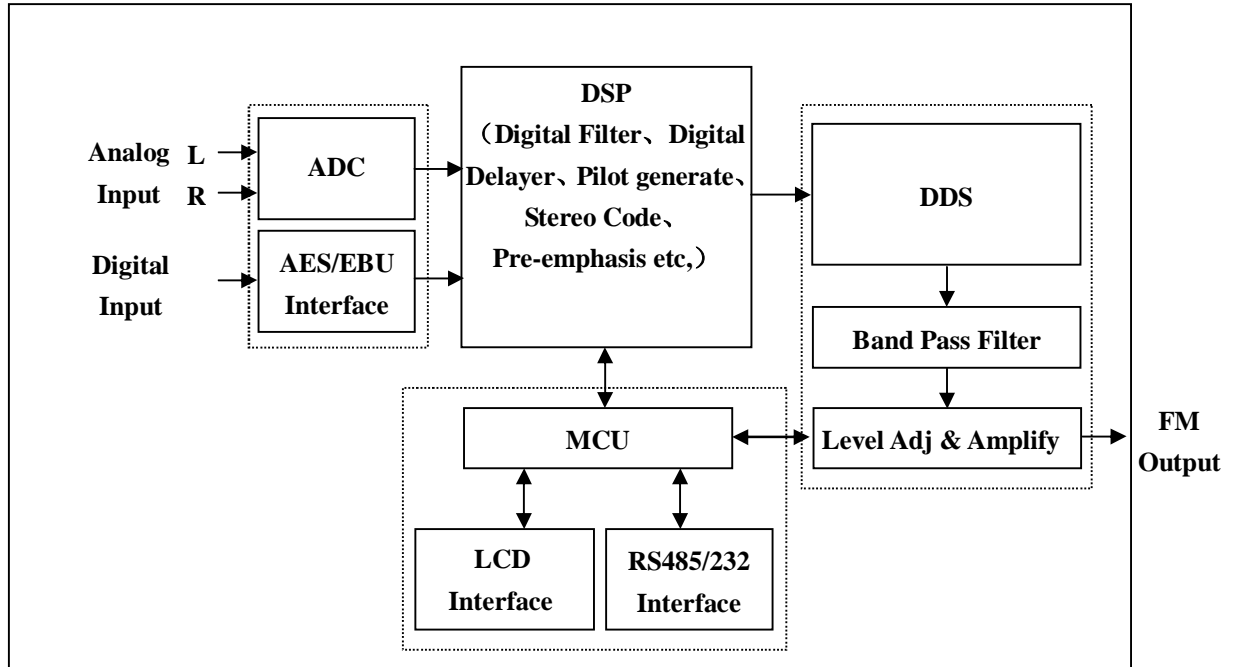 Analog L
Input R
Digital
Input
ADC
AES/EBU
Interface
DSP
（Digital Filter、Digital
Delayer、Pilot generate、
Stereo Code、
Pre-emphasis etc,）
DDS
Band Pass Filter
Level Adj & Amplify
FM
Output
MCU
LCD
Interface
RS485/232
Interface